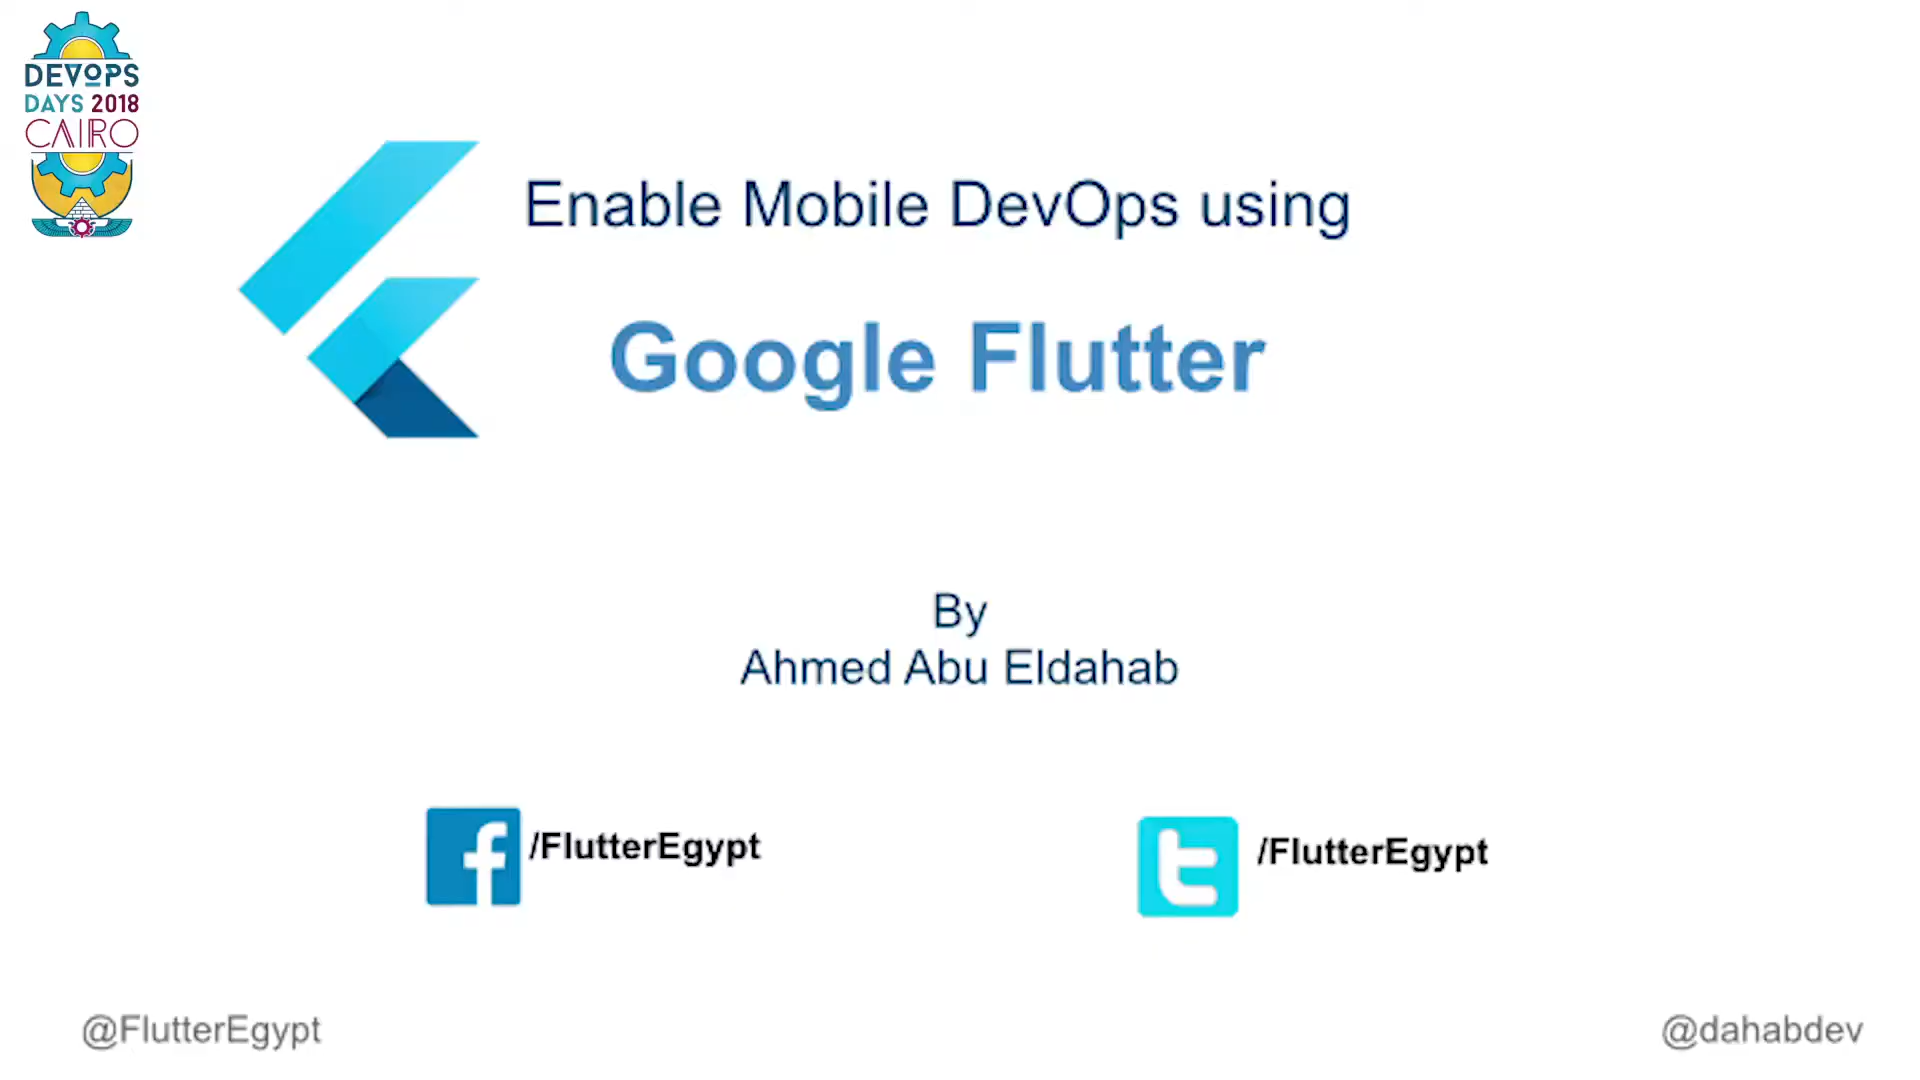 DEVOPS
DAYS 2018
CAIRO
Enable Mobile DevOps using
Google Flutter
By
Ahmed Abu Eldahab
/FlutterEgypt
/FlutterEgypt
@FlutterEgypt
@dahabdev